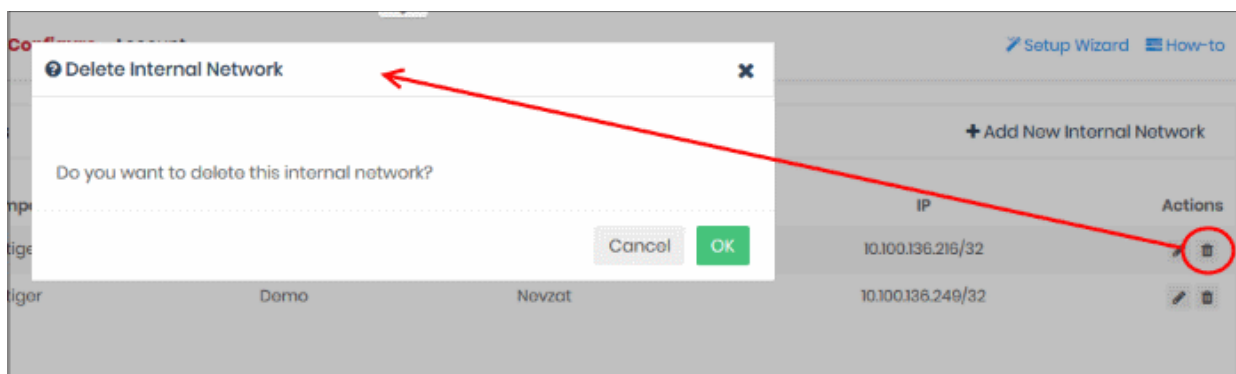 Setup Wizard How-to
Delete Internal Network
+ Add New Internal Network
Do you want to delete this internal network?
IP Actions
Cancel OK
10.100.136.216/32
tiger Demo Nevzat 10.100.136.249/32